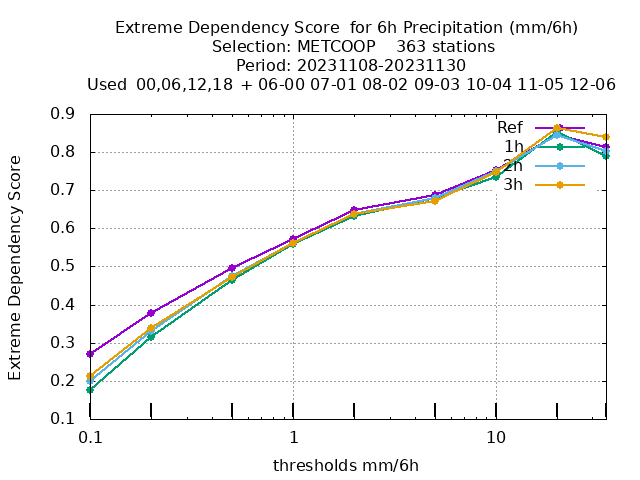 Extreme Dependency Score  for 6h Precipitation (mm/6h)
Selection: METCOOP    363 stations
Period: 20231108-20231130
Used  00,06,12,18  + 06-00 07-01 08-02 09-03 10-04 11-05 12-06
Extreme Dependency Score
0.9
0.8
0.7
0.6
0.5
0.4
0.3
0.2
0.1
Ref
1h
2h
3h
0.1
1
10
thresholds mm/6h